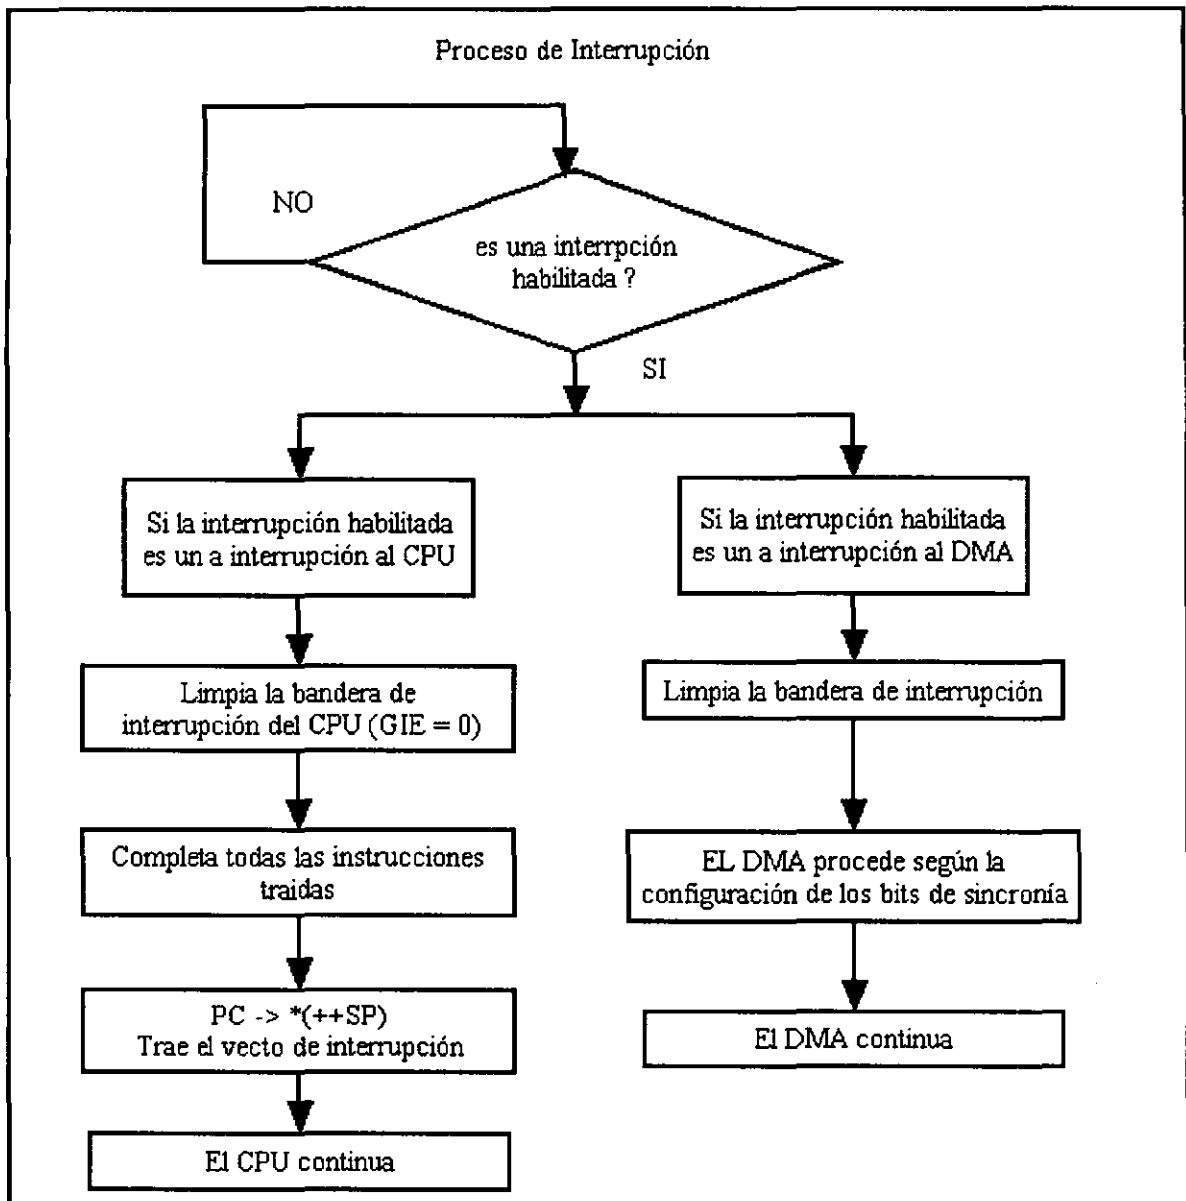 Proceso de Interrupción
NO
es una interrpción
habilitada ?
SI
Si la interrupción habilitada
es un a interrupción al CPU
Limpia la bandera de
interrupción del CPU (GIE = 0)
Completa todas las instrucciones
traidas
PC -> *(++SP)
Trae el vecto de interrupción
El CPU continua
Si la interrupción habilitada
es un a interrupción al DMA
Limpia la bandera de interrupción
EL DMA procede según la
configuración de los bits de sincronía
El DMA continua